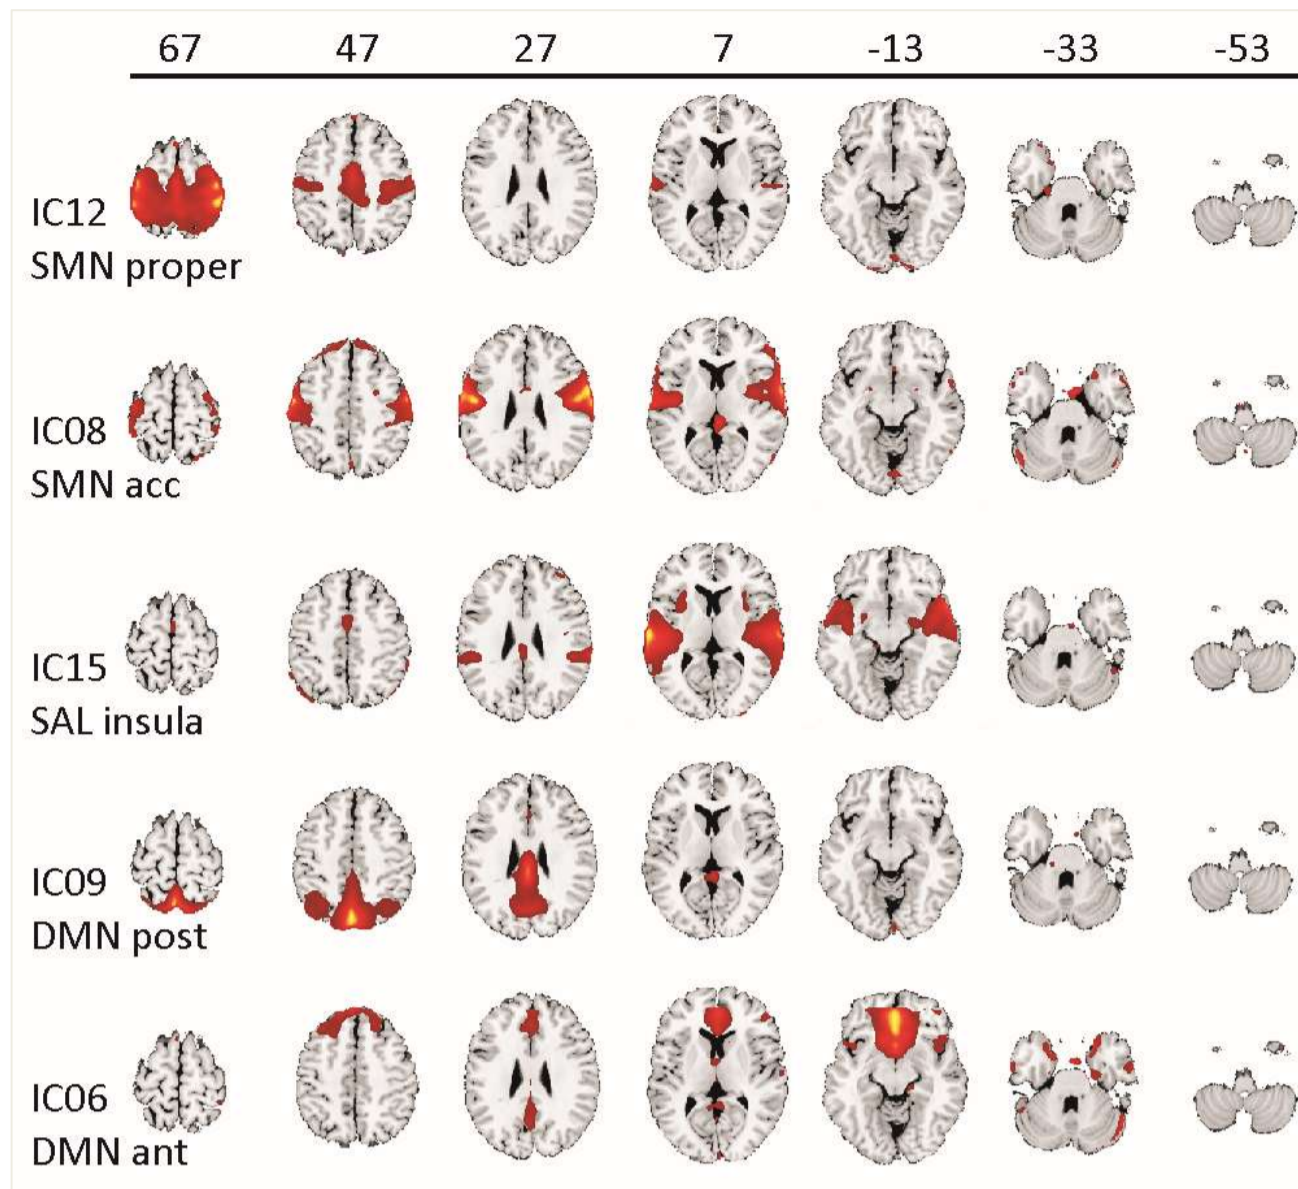 67 47 27 7 -13 -33 -53
IC12
SMN proper
IC08
SMN acc
IC15
SAL insula
IC09
DMN post
IC06
DMN ant